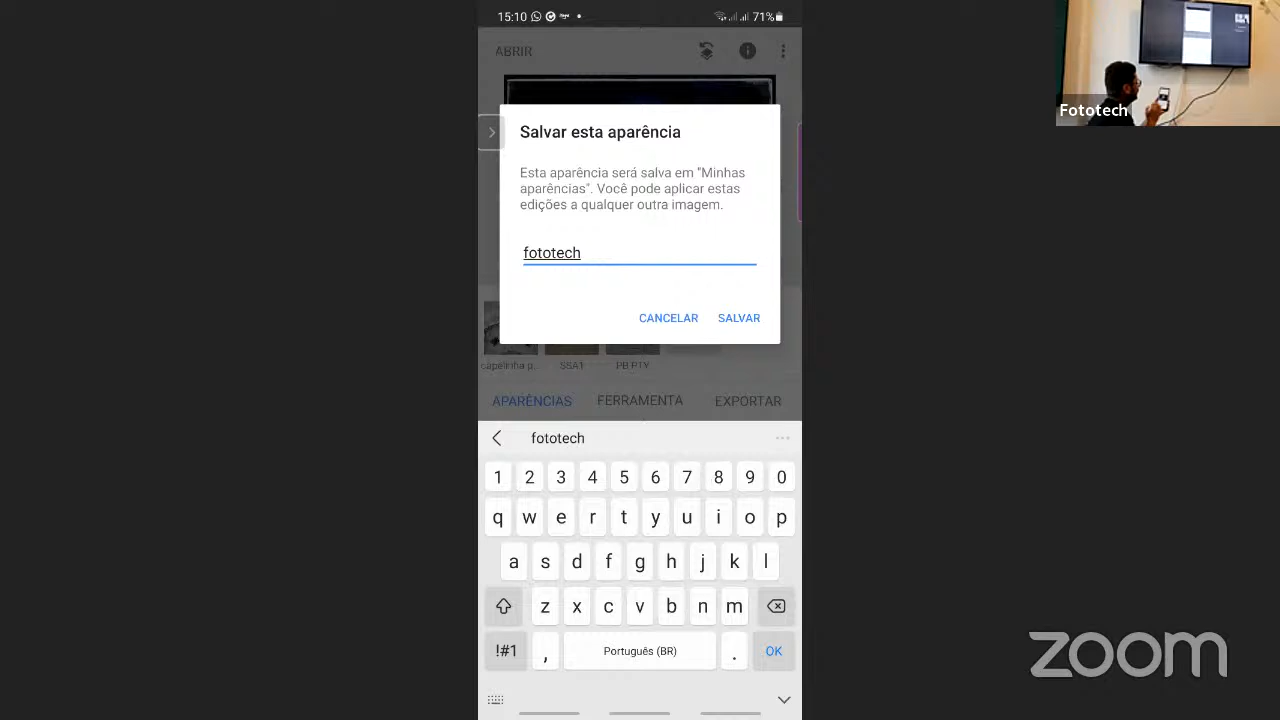 15:10
71%
ABRIR
Salvar esta aparência
Esta aparência será salva em "Minhas
aparências". Você pode aplicar estas
edições a qualquer outra imagem.
fototech
CANCELAR SALVAR
capelinha p... SSA1 PB PTY
APARÊNCIAS FERRAMENTA EXPORTAR
fototech
1 2 3 4 5 6 7 8 9 0
q w e r t y u i o p
a s d f g h j k l
z x c v b n m
!#1 , Português (BR) . OK
Fototech
zoom